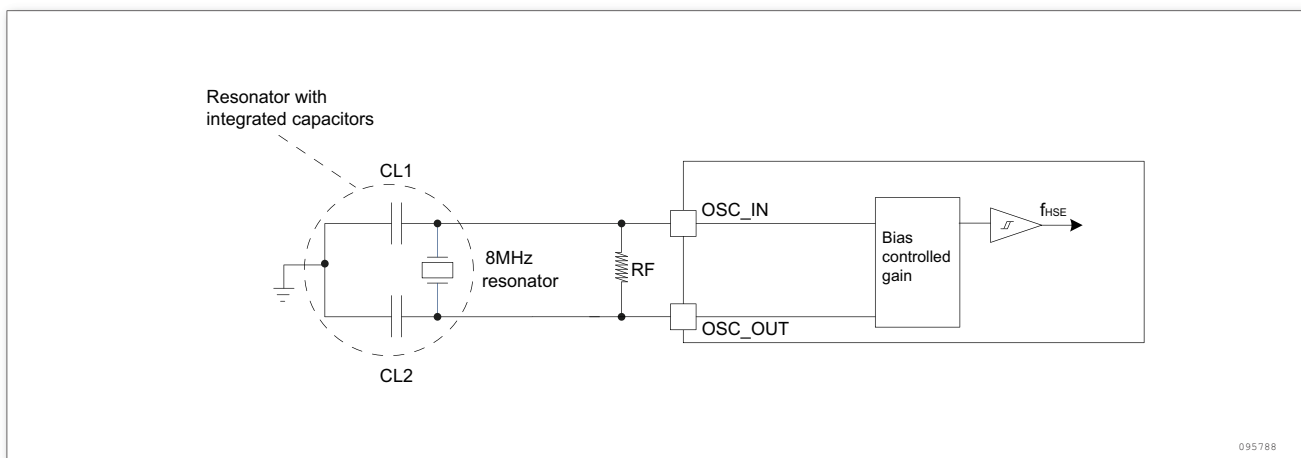 Resonator with
integrated capacitors
CL1
OSC_IN
fHSE
8MHz
resonator
RF
Bias
controlled
gain
OSC_OUT
CL2
095788